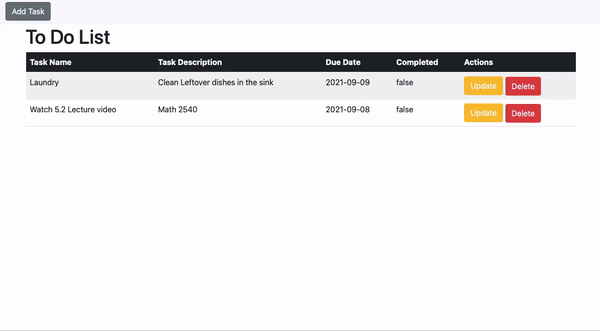 Add Task
To Do List
Task Name Task Description Due Date Completed Actions
Laundry Clean Leftover dishes in the sink 2021-09-09 false Update Delete
Watch 5.2 Lecture video Math 2540 2021-09-08 false Update Delete